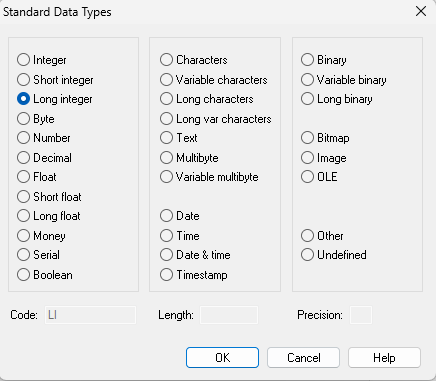 Standard Data Types
Integer
Short integer
Long integer
Byte
Number
Decimal
Float
Short float
Long float
Money
Serial
Boolean
Characters
Variable characters
Long characters
Long var characters
Text
Multibyte
Variable multibyte
Date
Time
Date & time
Timestamp
Binary
Variable binary
Long binary
Bitmap
Image
OLE
Other
Undefined
Code: LI Length: Precision:
OK Cancel Help